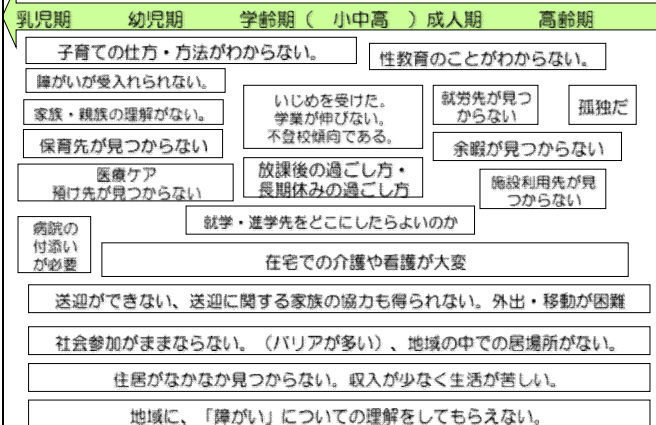 乳児期 幼児期 学齢期（ 小中高 ）成人期 高齢期
子育ての仕方・方法がわからない。
性教育のことがわからない。
障がいが受入れられない。
家族・親族の理解がない。
いじめを受けた。
学業が伸びない。
不登校傾向である。
就労先が見つ
からない
孤独だ
保育先が見つからない
余暇が見つからない
医療ケア
預け先が見つからない
放課後の過ごし方・
長期休みの過ごし方
施設利用先が見
つからない
就学・進学先をどこにしたらよいのか
病院の
付添い
が必要
在宅での介護や看護が大変
送迎ができない、送迎に関する家族の協力も得られない。外出・移動が困難
社会参加がままならない。（バリアが多い）、地域の中での居場所がない。
住居がなかなか見つからない。収入が少なく生活が苦しい。
地域に、「障がい」についての理解をしてもらえない。